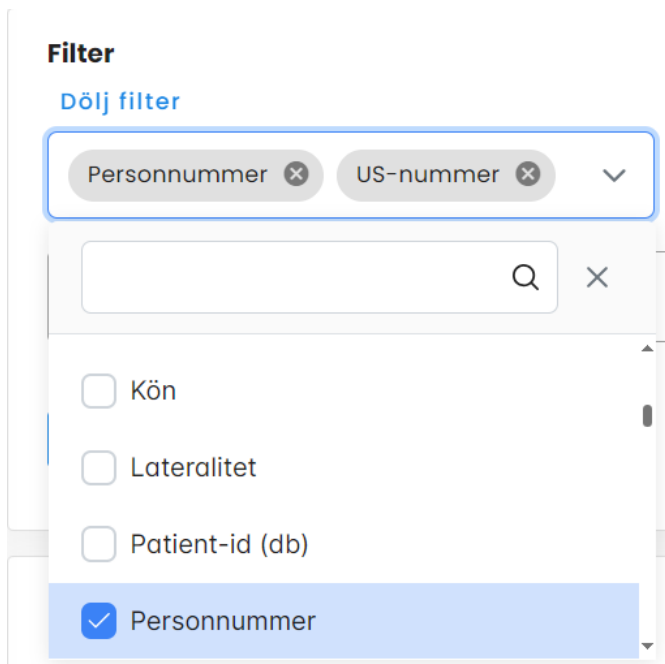 Filter
Dölj filter
Personnummer US-nummer
Kön
Lateralitet
Patient-id (db)
Personnummer